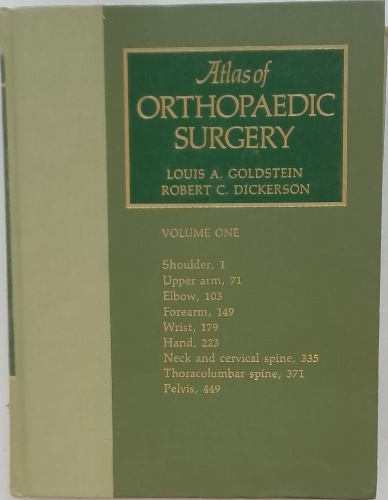 Atlas of
ORTHOPAEDIC
SURGERY
LOUIS A. GOLDSTEIN
ROBERT C. DICKERSON
VOLUME ONE
Shoulder, 1
Upper arm, 71
Elbow, 103
Forearm, 149
Wrist, 179
Hand, 223
Neck and cervical spine, 335
Thoracolumbar spine, 371
Pelvis, 449